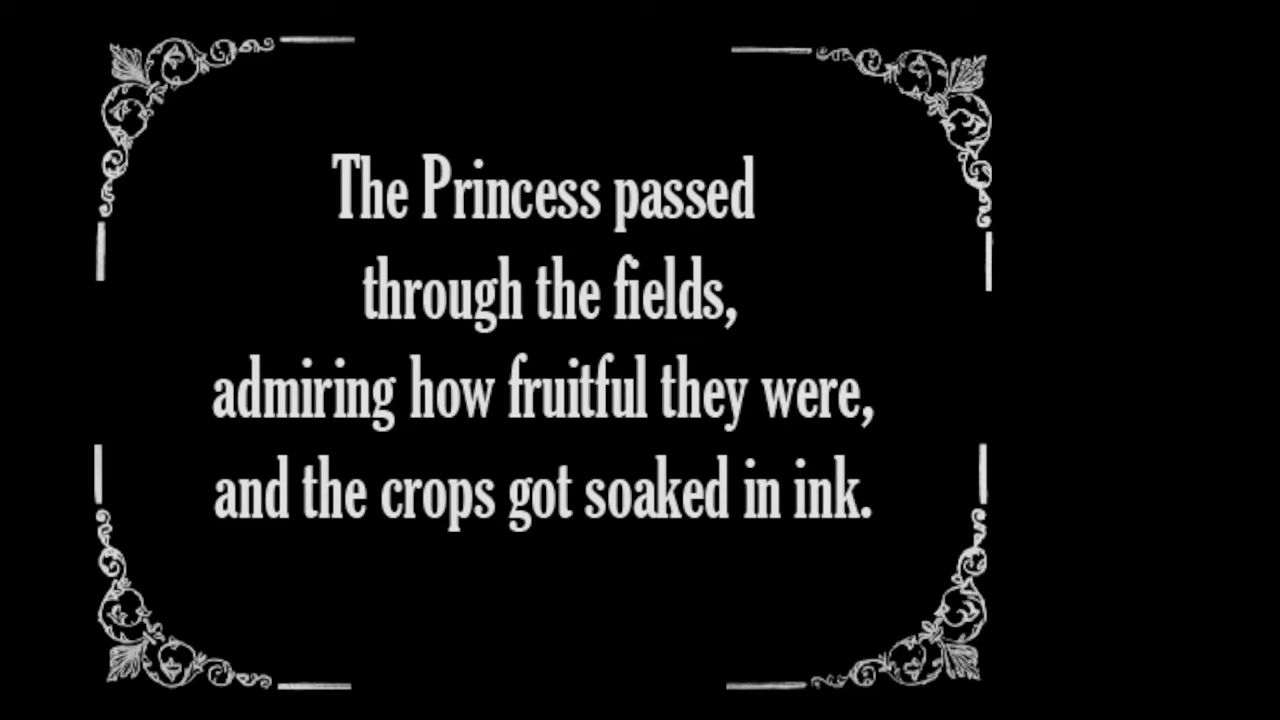 The Princess passed
through the fields,
admiring how fruitful they were,
and the crops got soaked in ink.